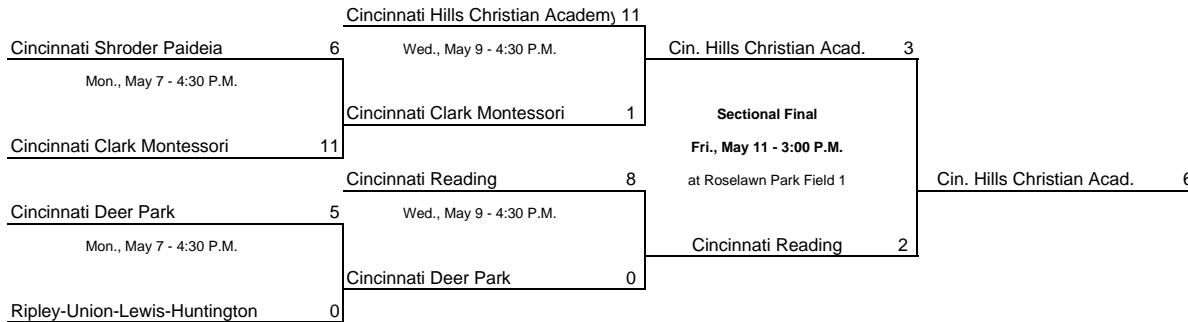 Cincinnati Hills Christian Academy 11
Cincinnati Shroder Paideia 6
Wed., May 9 - 4:30 P.M.
Cin. Hills Christian Acad. 3
Mon., May 7 - 4:30 P.M.
Cincinnati Clark Montessori 1
Sectional Final
Cincinnati Clark Montessori 11
Fri., May 11 - 3:00 P.M.
Cincinnati Reading 8
at Roselawn Park Field 1
Cin. Hills Christian Acad. 6
Cincinnati Deer Park 5
Wed., May 9 - 4:30 P.M.
Mon., May 7 - 4:30 P.M.
Cincinnati Reading 2
Cincinnati Deer Park 0
Ripley-Union-Lewis-Huntington 0